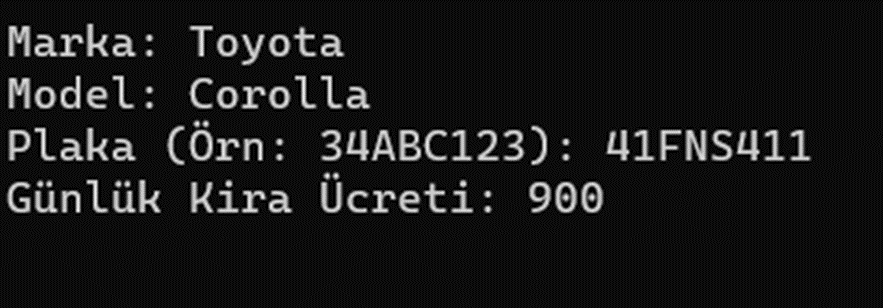 Marka: Toyota
Model: Corolla
Plaka (Örn: 34ABC123): 41FNS411
Günlük Kira Ücreti: 900